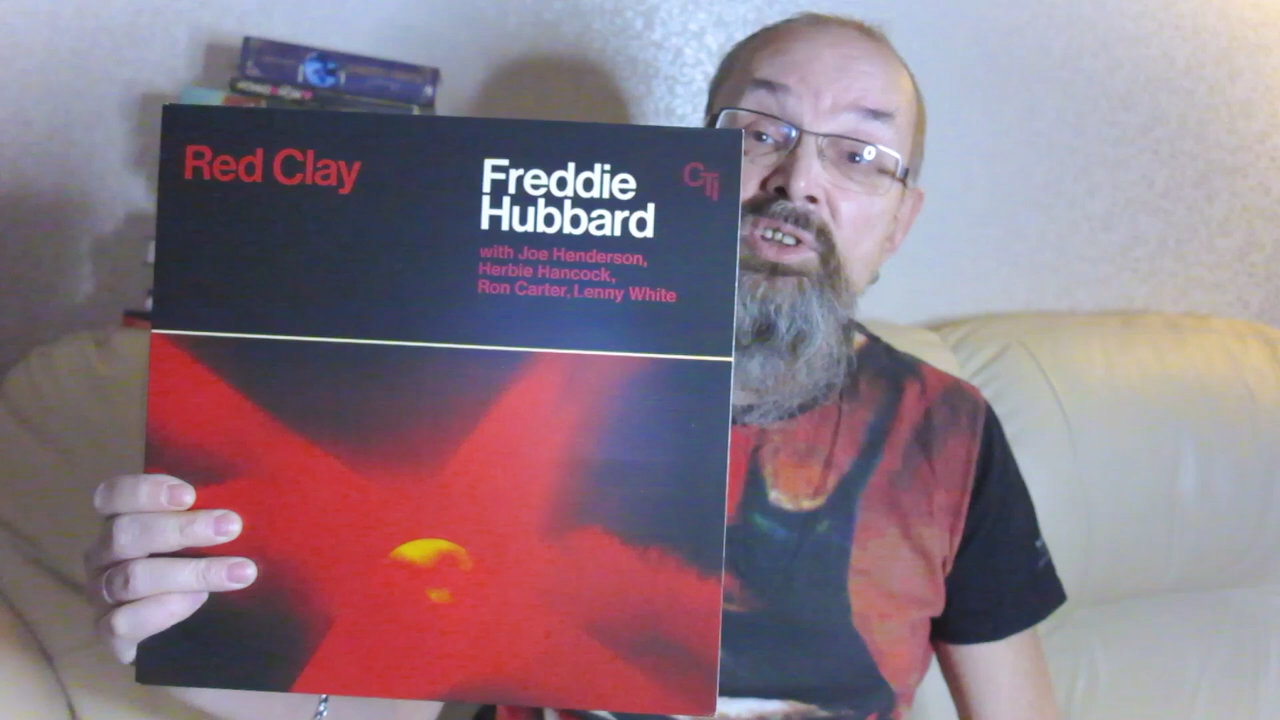 Red Clay
Freddie
Hubbard
CTi
with Joe Henderson,
Herbie Hancock,
Ron Carter, Lenny White